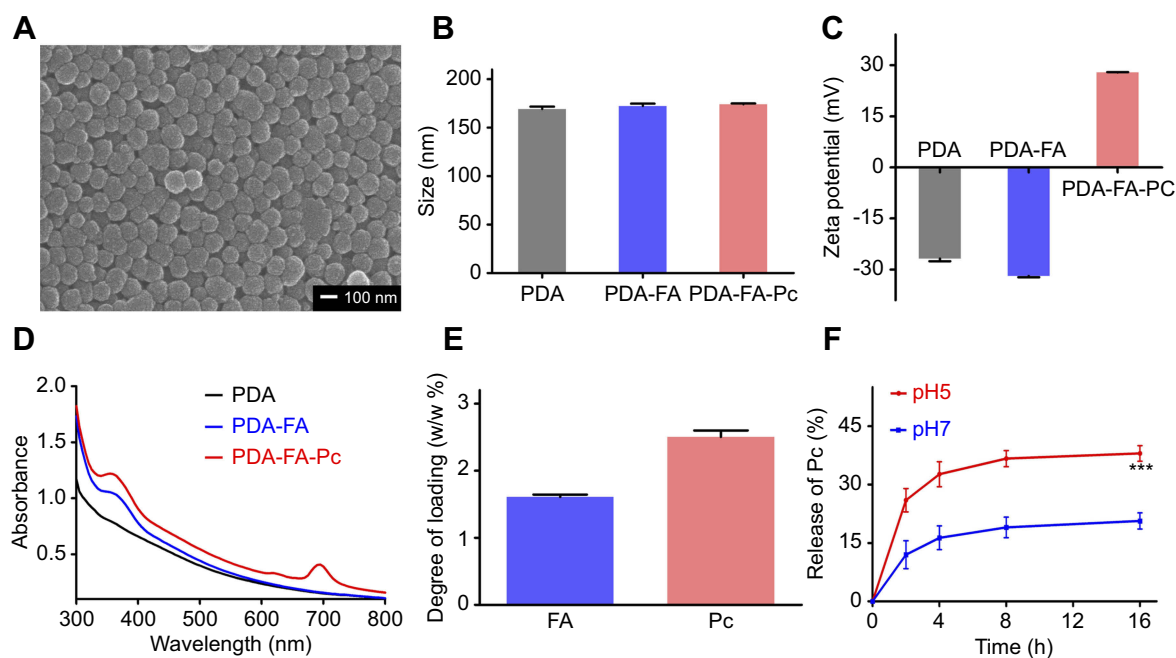 A
100 nm
B
Size (nm)
200
150
100
50
0
PDA
PDA-FA
PDA-FA-Pc
C
Zeta potential (mV)
30
15
0
-15
-30
PDA
PDA-FA
PDA-FA-PC
D
Absorbance
2.0
1.5
1.0
0.5
PDA
PDA-FA
PDA-FA-Pc
300 400 500 600 700 800
Wavelength (nm)
E
Degree of loading (w/w %)
3
2
1
0
FA
Pc
F
Release of Pc (%)
45
30
15
0
pH5
pH7
***
0 4 8 12 16
Time (h)